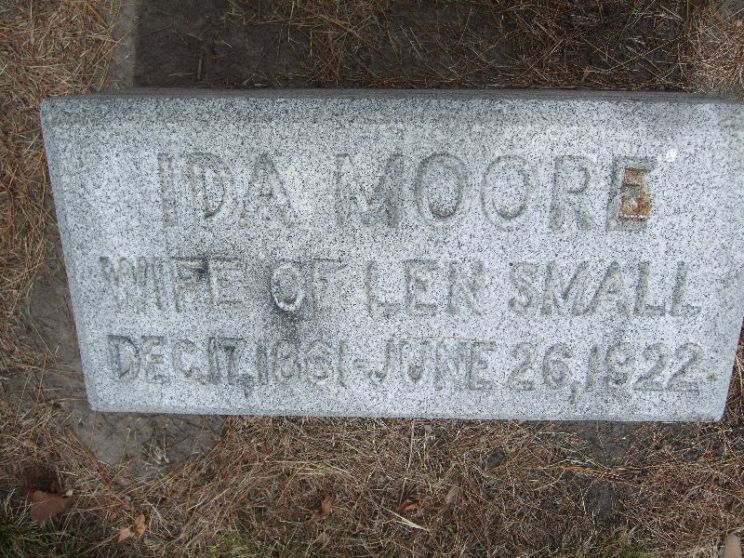 IDA MOORE
WIFE OF LEN SMALL
DEC.17,1861-JUNE 26,1922